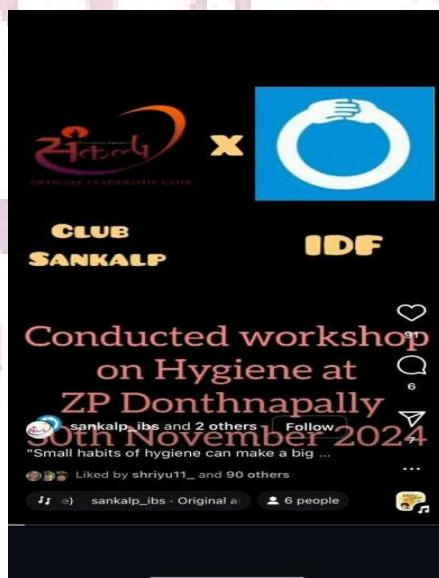 संकल्प
X
OFFICIAL LEADERSHIP CLUB
CLUB
SANKALP
IDF
Conducted workshop
on Hygiene at
ZP Donthnapally
30th November 2024
91
6
7
sankalp_ibs and 2 others
Follow
"Small habits of hygiene can make a big ...
Liked by shriyu11_ and 90 others
e) sankalp_ibs · Original a
6 people